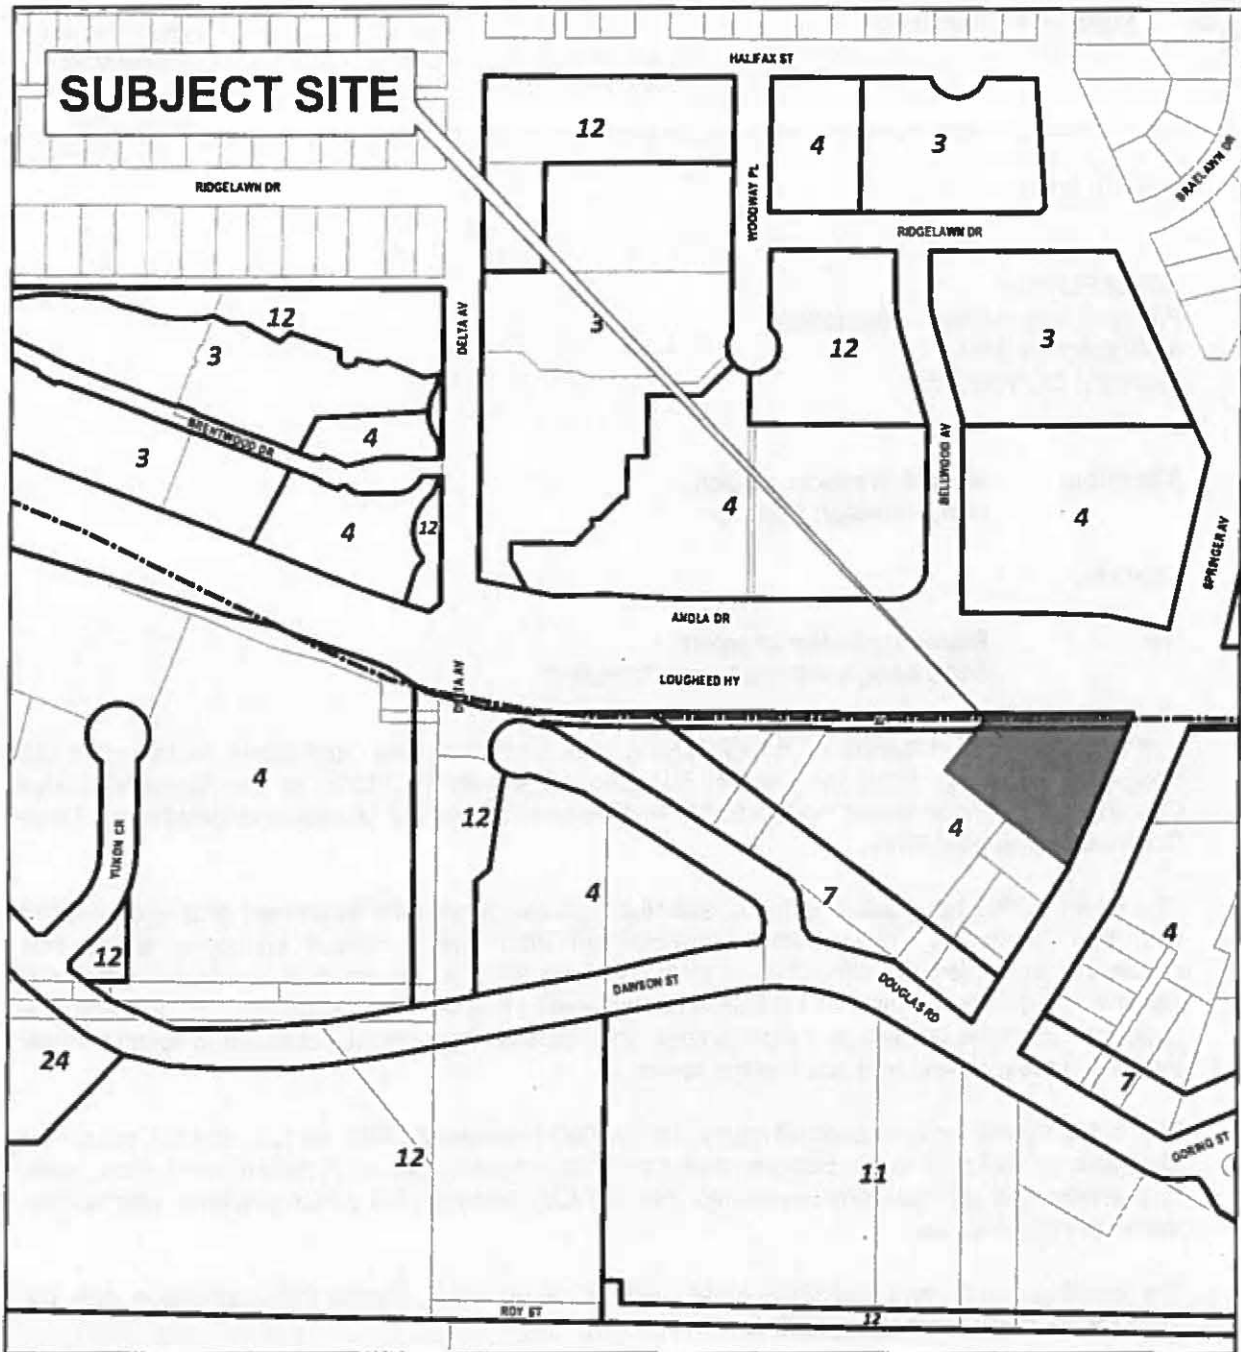 HALIFAX ST
SUBJECT SITE
12
4
3
WOODWAY PL
BRAELAWN DR
RIDGELAWN DR
RIDGELAWN DR
12
3
DELTA AV
3
12
3
BRENTWOOD DR
4
3
BELLWOOD AV
4
12
4
4
SPRINGER AV
ANOLA DR
DELTA AV
LOUGHEED HY
4
YUKON CR
12
4
4
7
4
12
DAWSON ST
DOUGLAS RD
24
7
GORING ST
12
11
ROY ST
12